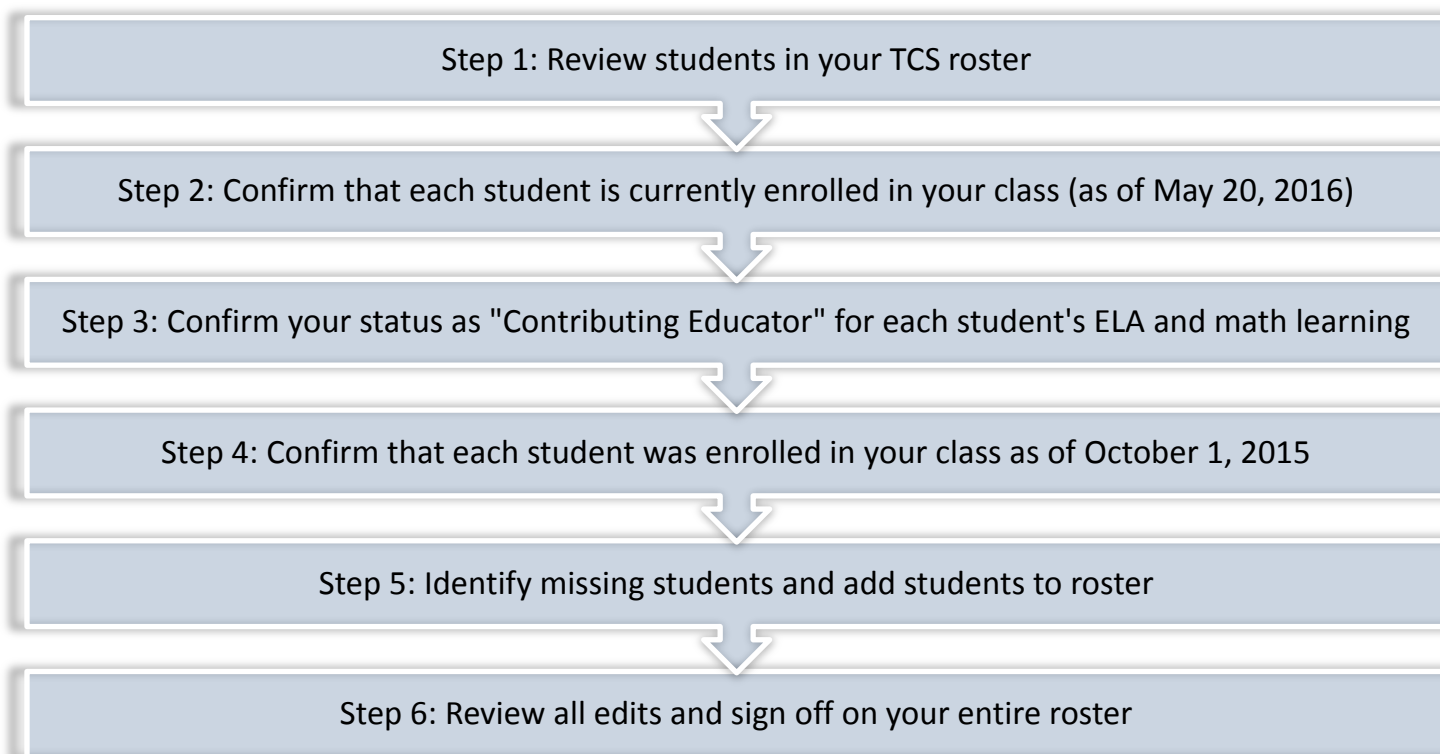 Step 1: Review students in your TCS roster
Step 2: Confirm that each student is currently enrolled in your class (as of May 20, 2016)
Step 3: Confirm your status as "Contributing Educator" for each student's ELA and math learning
Step 4: Confirm that each student was enrolled in your class as of October 1, 2015
Step 5: Identify missing students and add students to roster
Step 6: Review all edits and sign off on your entire roster